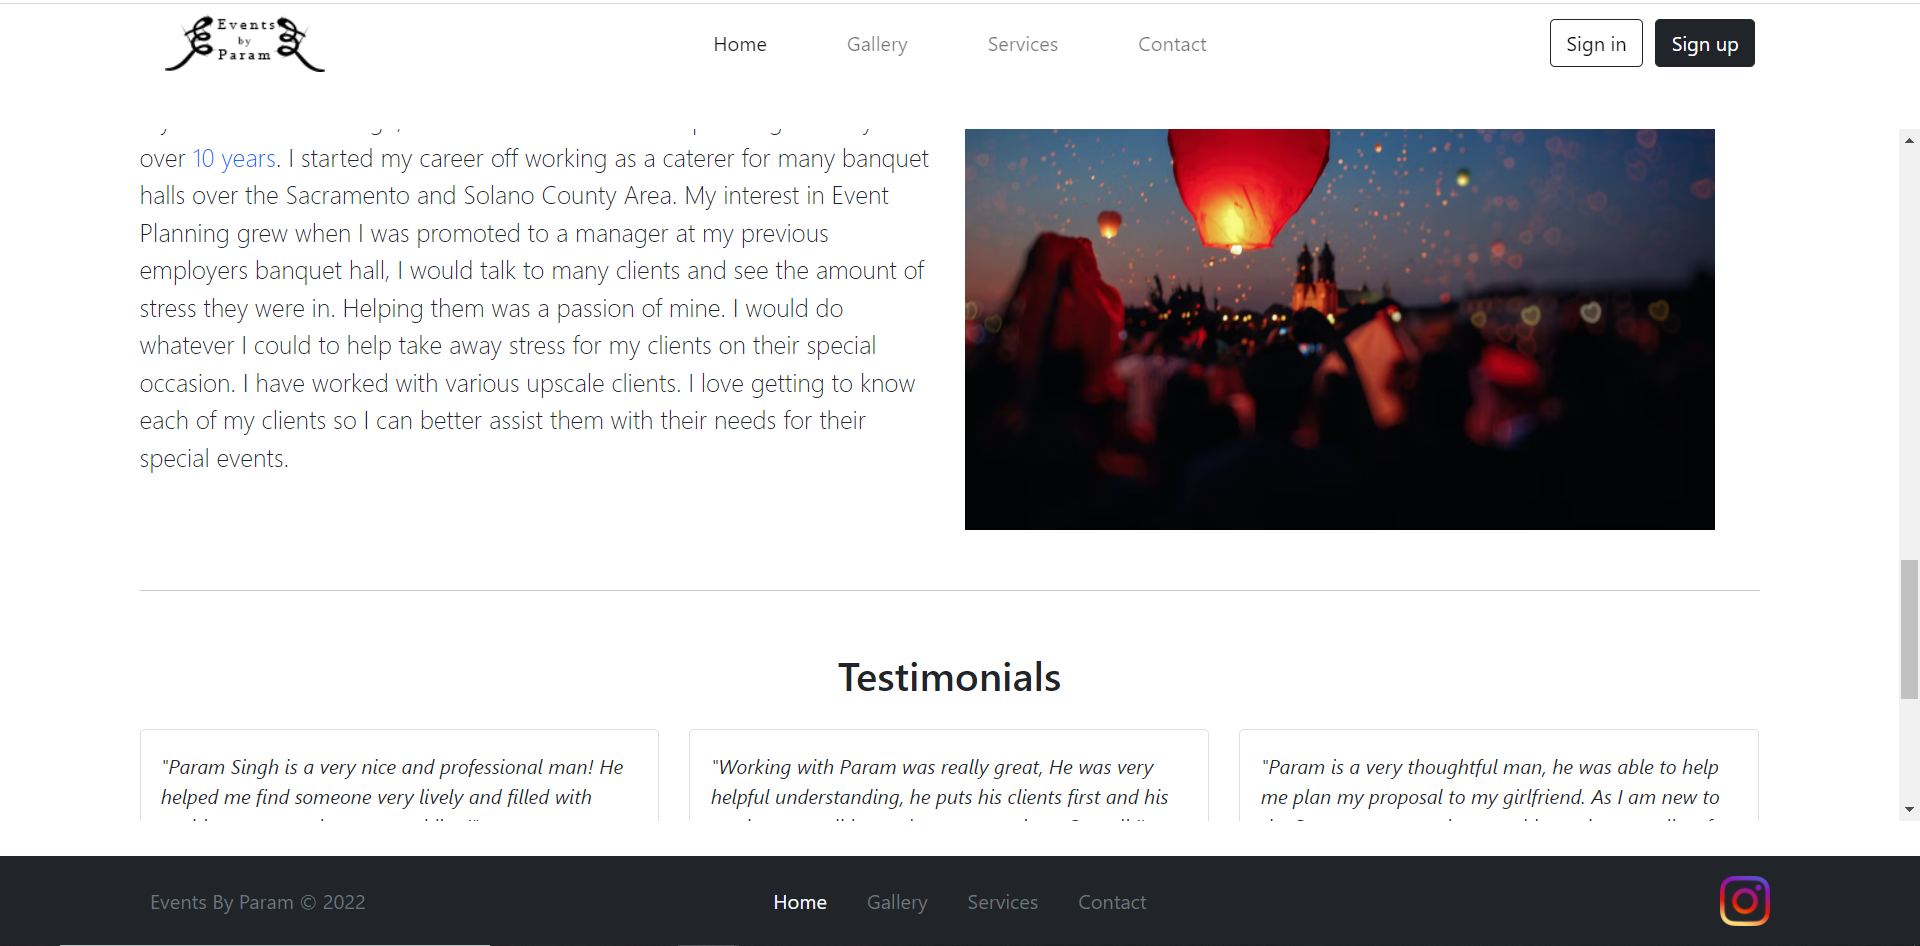 Events
by
Param
Home Gallery Services Contact
Sign in Sign up
over 10 years. I started my career off working as a caterer for many banquet
halls over the Sacramento and Solano County Area. My interest in Event
Planning grew when I was promoted to a manager at my previous
employers banquet hall, I would talk to many clients and see the amount of
stress they were in. Helping them was a passion of mine. I would do
whatever I could to help take away stress for my clients on their special
occasion. I have worked with various upscale clients. I love getting to know
each of my clients so I can better assist them with their needs for their
special events.
Testimonials
"Param Singh is a very nice and professional man! He
helped me find someone very lively and filled with
"Working with Param was really great, He was very
helpful understanding, he puts his clients first and his
"Param is a very thoughtful man, he was able to help
me plan my proposal to my girlfriend. As I am new to
Events By Param © 2022
Home Gallery Services Contact